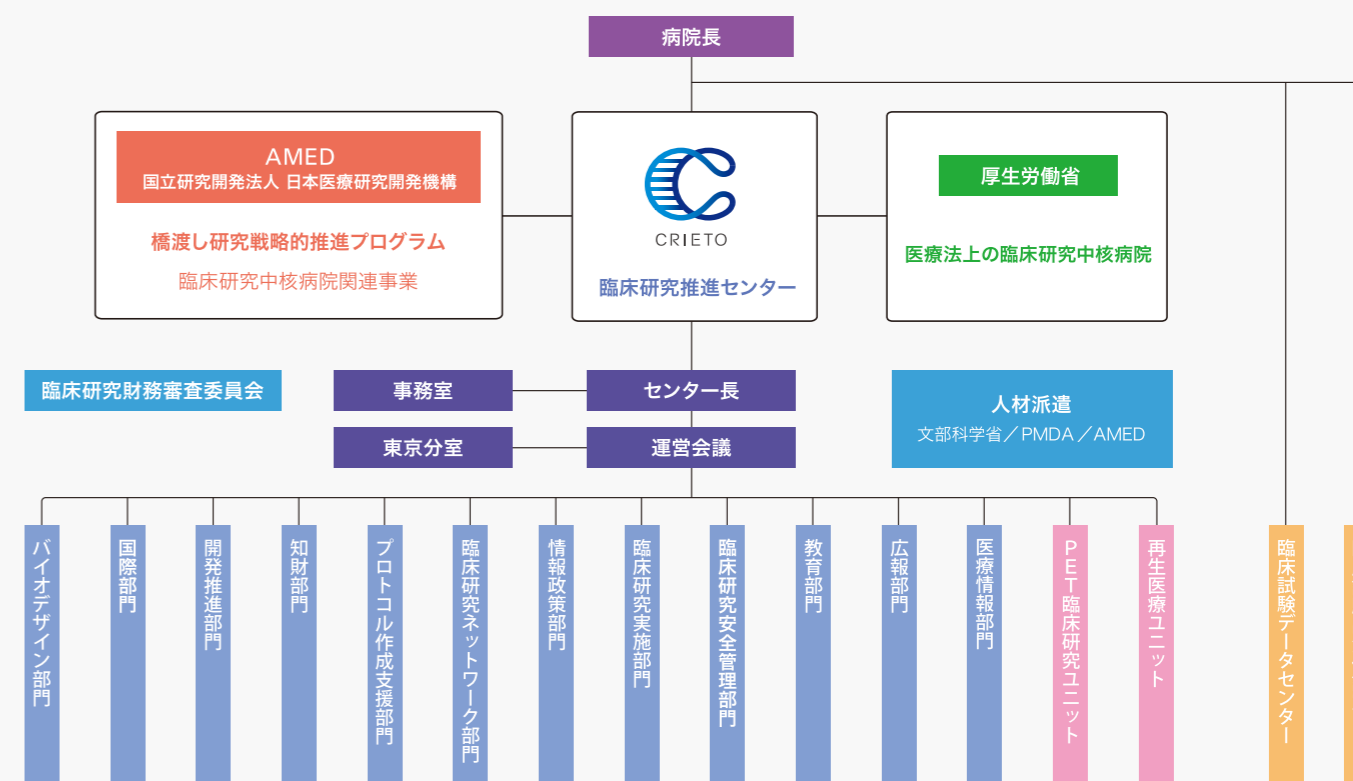 病院長
AMED
国立研究開発法人 日本医療研究開発機構
橋渡し研究戦略的推進プログラム
臨床研究中核病院関連事業
CRIETO
臨床研究推進センター
厚生労働省
医療法上の臨床研究中核病院
臨床研究財務審査委員会
事務室
センター長
東京分室
運営会議
人材派遣
文部科学省／PMDA／AMED
バイオデザイン部門
国際部門
開発推進部門
知財部門
プロトコル作成支援部門
臨床研究ネットワーク部門
情報政策部門
臨床研究実施部門
臨床研究安全管理部門
教育部門
広報部門
医療情報部門
PET臨床研究ユニット
再生医療ユニット
臨床試験データセンター